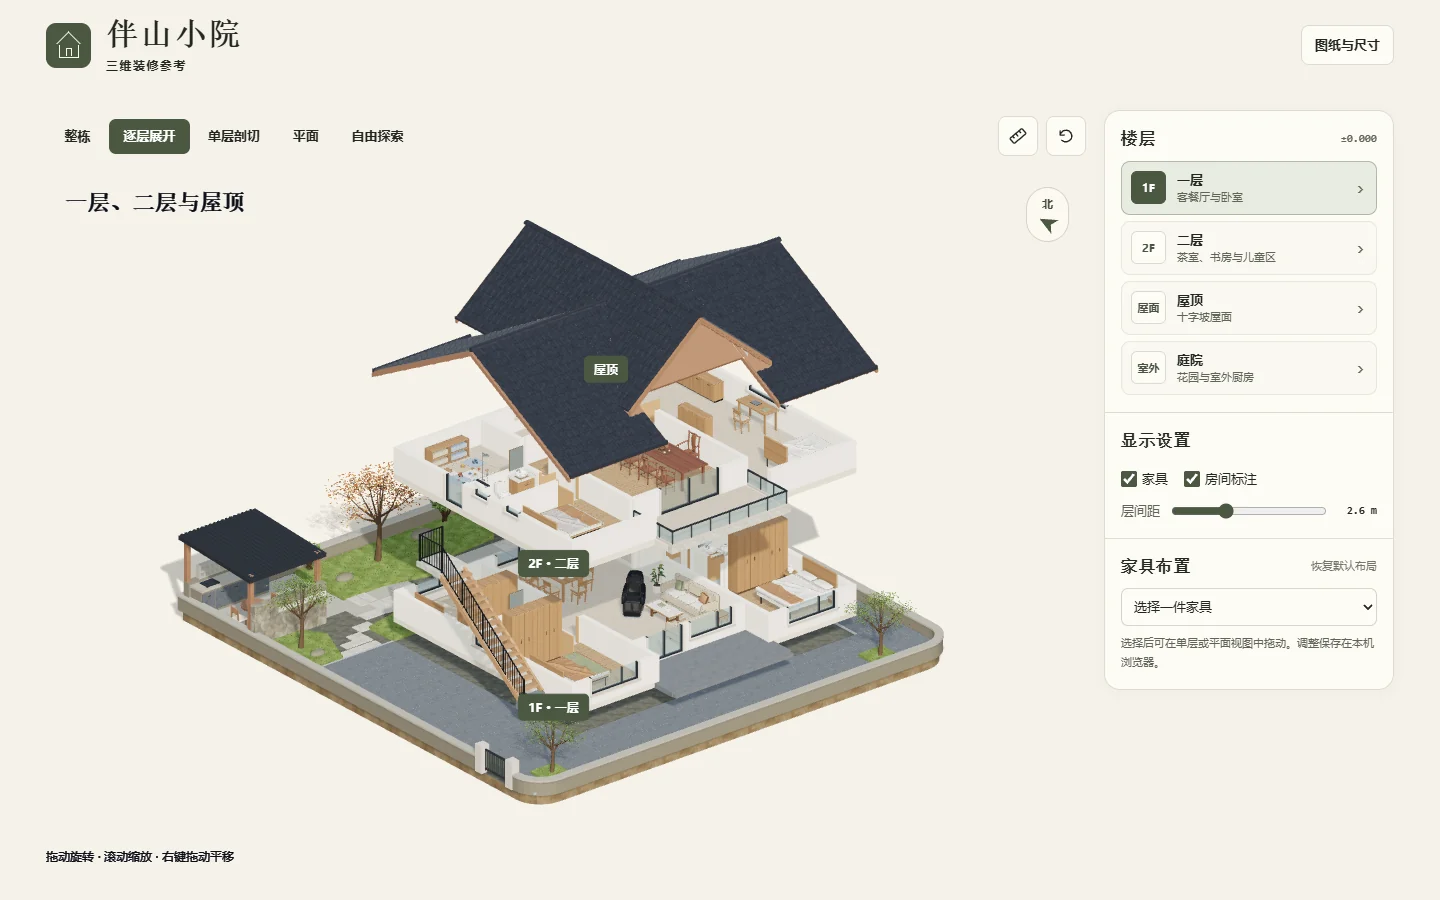 伴山小院
三维装修参考
图纸与尺寸
整栋
逐层展开
单层剖切
平面
自由探索
一层、二层与屋顶
北
屋顶
2F · 二层
1F · 一层
拖动旋转 · 滚动缩放 · 右键拖动平移
楼层
±0.000
1F
一层
客餐厅与卧室
2F
二层
茶室、书房与儿童区
屋面
屋顶
十字坡屋面
室外
庭院
花园与室外厨房
显示设置
家具
房间标注
层间距
2.6 m
家具布置
恢复默认布局
选择一件家具
选择后可在单层或平面视图中拖动。调整保存在本机
浏览器。